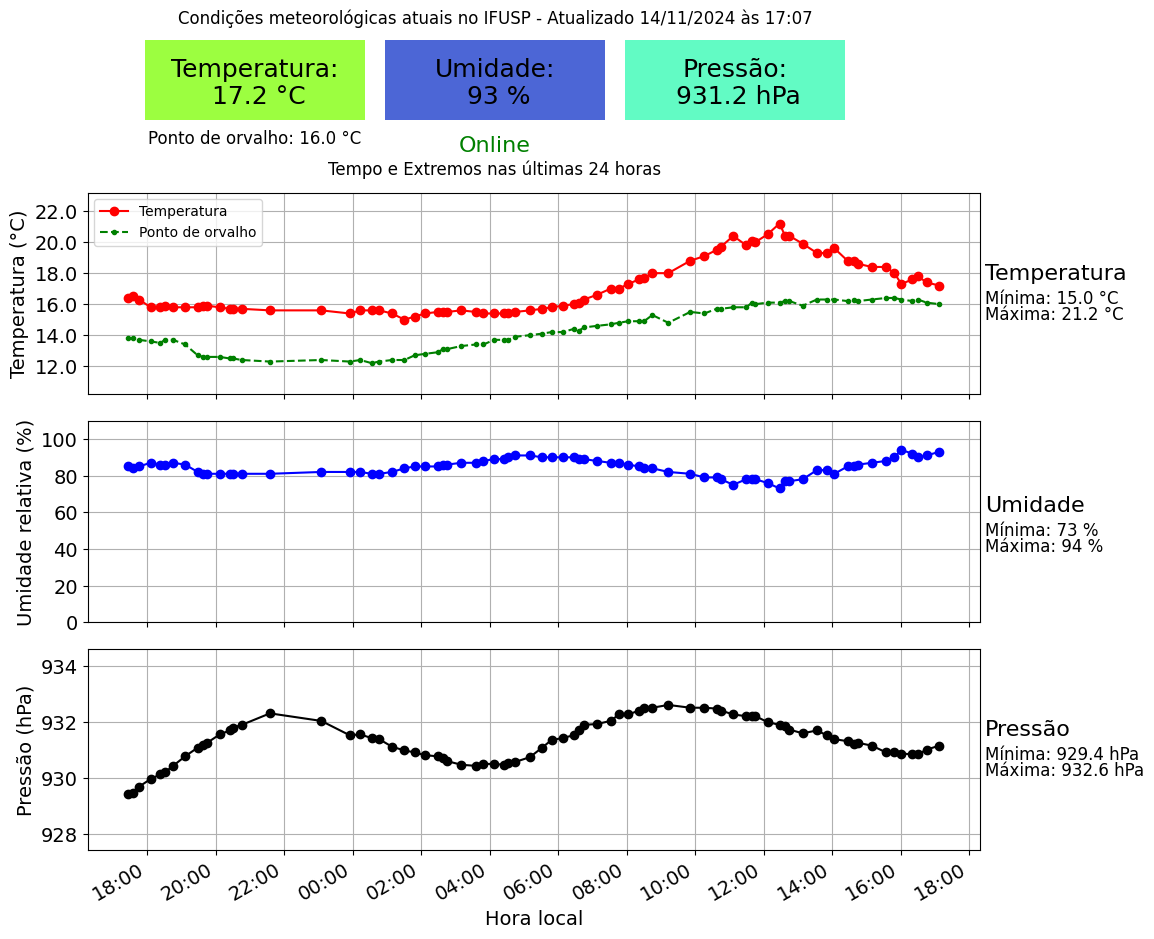 Condições meteorológicas atuais no IFUSP - Atualizado 14/11/2024 às 17:07
Temperatura:
17.2 °C
Umidade:
93 %
Pressão:
931.2 hPa
Ponto de orvalho: 16.0 °C
Online
Tempo e Extremos nas últimas 24 horas
Temperatura (°C)
22.0
20.0
18.0
16.0
14.0
12.0
Temperatura
Ponto de orvalho
Temperatura
Mínima: 15.0 °C
Máxima: 21.2 °C
Umidade relativa (%)
100
80
60
40
20
0
Umidade
Mínima: 73 %
Máxima: 94 %
Pressão (hPa)
934
932
930
928
Pressão
Mínima: 929.4 hPa
Máxima: 932.6 hPa
18:00 20:00 22:00 00:00 02:00 04:00 06:00 08:00 10:00 12:00 14:00 16:00 18:00
Hora local